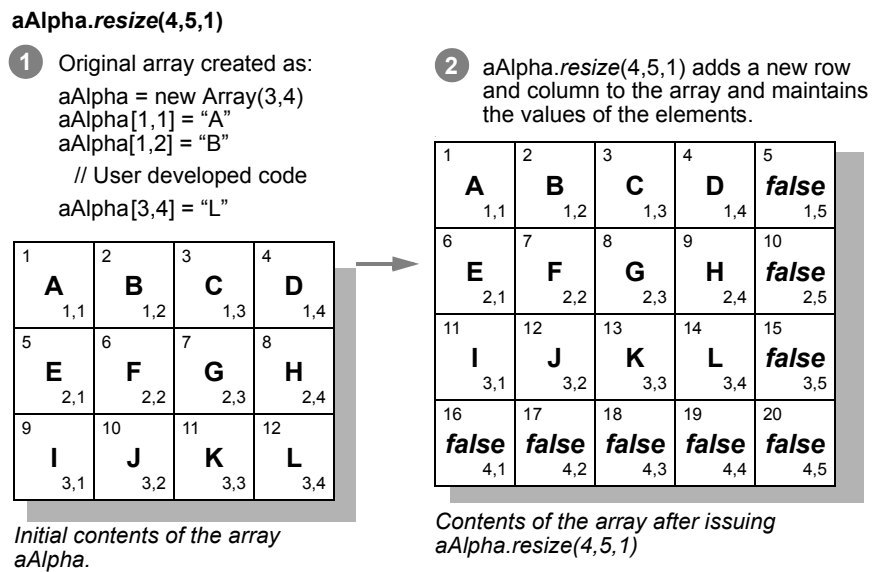 aAlpha.resize(4,5,1)
1 Original array created as:
aAlpha = new Array(3,4)
aAlpha[1,1] = “A”
aAlpha[1,2] = “B”
// User developed code
aAlpha[3,4] = “L”
1 2 3 4
A B C D
1,1 1,2 1,3 1,4
5 6 7 8
E F G H
2,1 2,2 2,3 2,4
9 10 11 12
I J K L
3,1 3,2 3,3 3,4
Initial contents of the array
aAlpha.
2 aAlpha.resize(4,5,1) adds a new row
and column to the array and maintains
the values of the elements.
1 2 3 4 5
A B C D false
1,1 1,2 1,3 1,4 1,5
6 7 8 9 10
E F G H false
2,1 2,2 2,3 2,4 2,5
11 12 13 14 15
I J K L false
3,1 3,2 3,3 3,4 3,5
16 17 18 19 20
false false false false false
4,1 4,2 4,3 4,4 4,5
Contents of the array after issuing
aAlpha.resize(4,5,1)